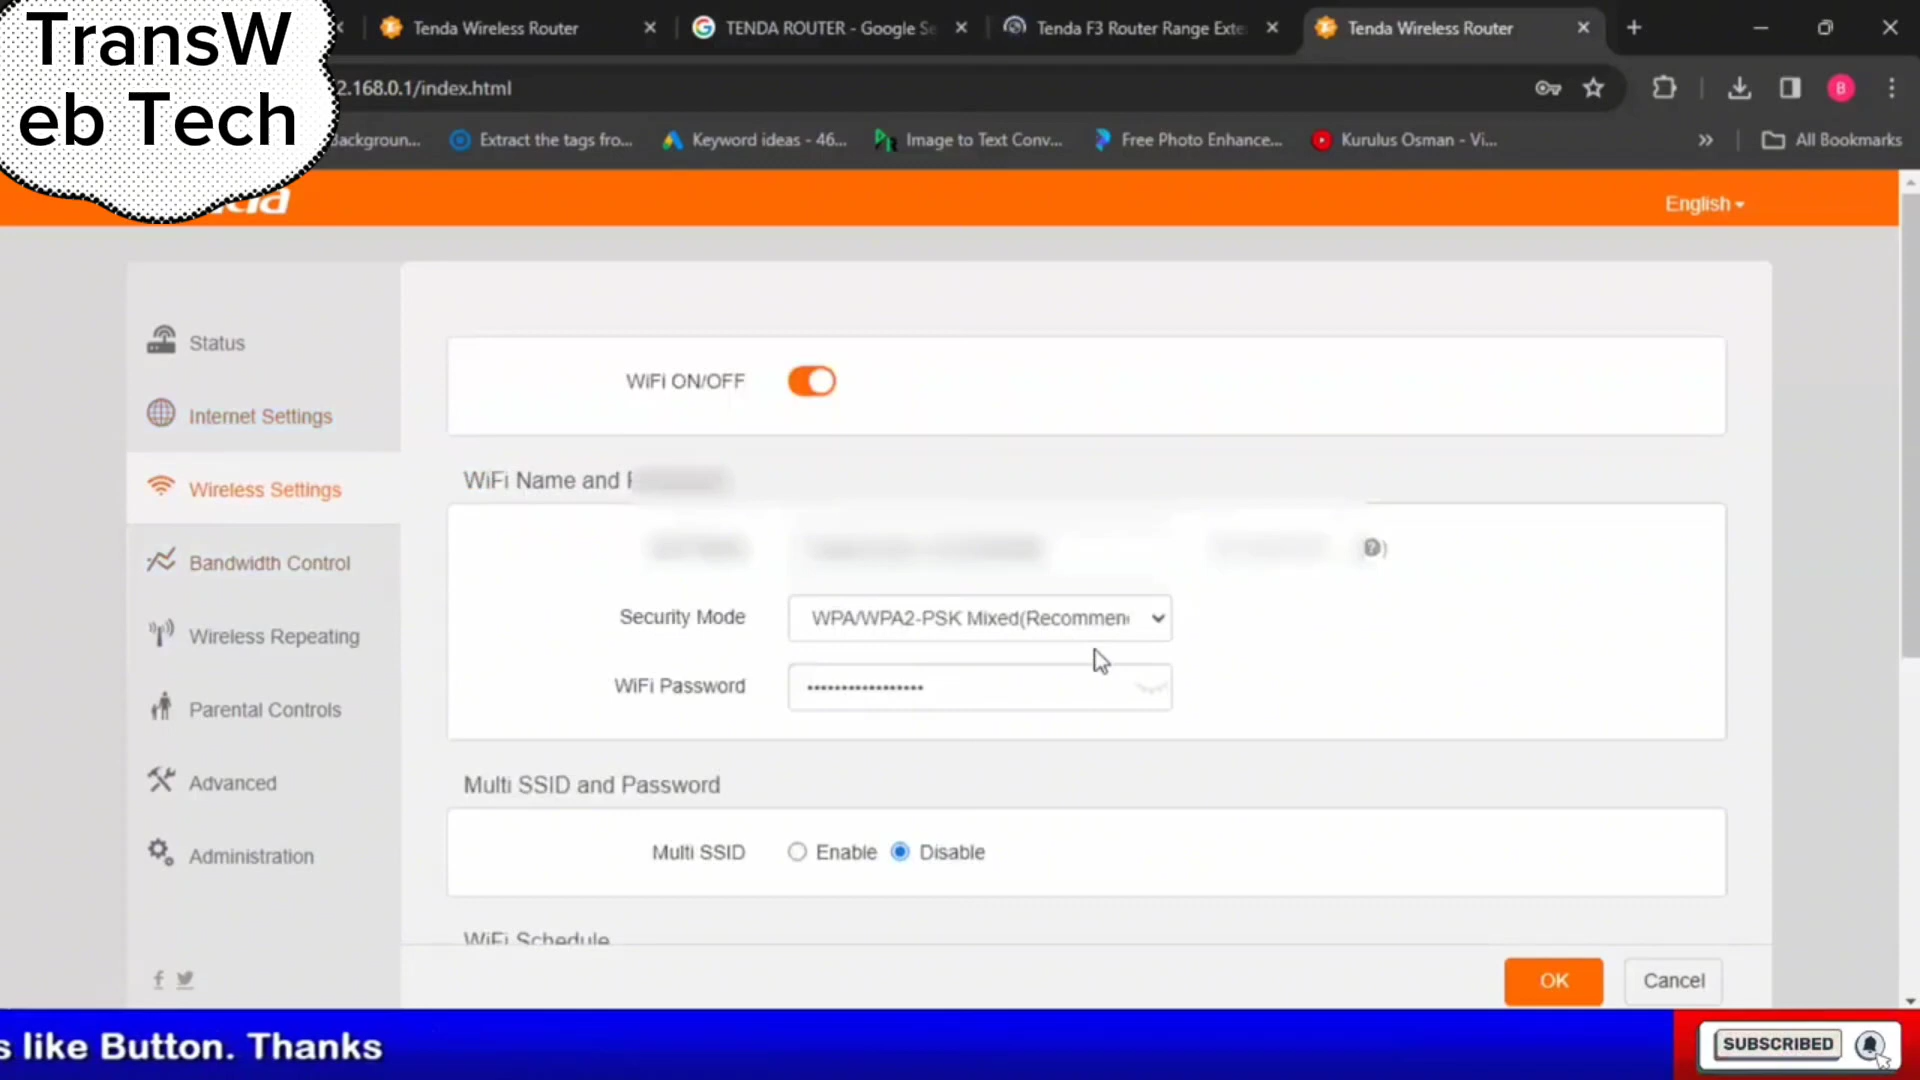 TransW
eb Tech
Tenda Wireless Router
TENDA ROUTER - Google Se
Tenda F3 Router Range Exte
Tenda Wireless Router
2.168.0.1/index.html
B
Backgroun...
Extract the tags fro...
Keyword ideas - 46...
Image to Text Conv...
Free Photo Enhance...
Kurulus Osman - Vi...
All Bookmarks
English
Status
Internet Settings
Wireless Settings
Bandwidth Control
Wireless Repeating
Parental Controls
Advanced
Administration
WiFi ON/OFF
WiFi Name and
Security Mode
WPA/WPA2-PSK Mixed(Recommen
WiFi Password
Multi SSID and Password
Multi SSID
Enable
Disable
WiFi Schedule
OK
Cancel
s like Button. Thanks
SUBSCRIBED